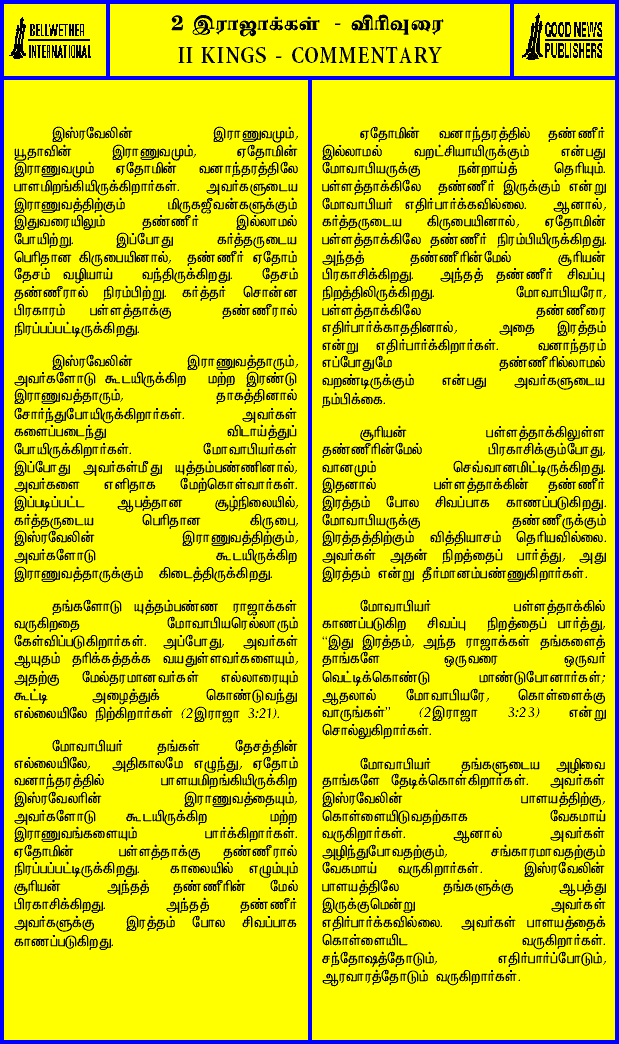 BELLWETHER
INTERNATIONAL
2 இராஜாக்கள் - விரிவுரை
II KINGS - COMMENTARY
GOOD NEWS
PUBLISHERS
இஸ்ரவேலின் இராணுவமும்,
யூதாவின் இராணுவமும், ஏதோமின்
இராணுவமும் ஏதோமின் வனாந்தரத்திலே
பாளமிறங்கியிருக்கிறார்கள். அவர்களுடைய
இராணுவத்திற்கும் மிருகஜீவன்களுக்கும்
இதுவரையிலும் தண்ணீர் இல்லாமல்
போயிற்று. இப்போது கர்த்தருடைய
பெரிதான கிருபையினால், தண்ணீர் ஏதோம்
தேசம் வழியாய் வந்திருக்கிறது. தேசம்
தண்ணீரால் நிரம்பிற்று. கர்த்தர் சொன்ன
பிரகாரம் பள்ளத்தாக்கு தண்ணீரால்
நிரப்பப்பட்டிருக்கிறது.
இஸ்ரவேலின் இராணுவத்தாரும்,
அவர்களோடு கூடயிருக்கிற மற்ற இரண்டு
இராணுவத்தாரும், தாகத்தினால்
சோர்ந்துபோயிருக்கிறார்கள். அவர்கள்
களைப்படைந்து விடாய்த்துப்
போயிருக்கிறார்கள். மோவாபியர்கள்
இப்போது அவர்கள்மீது யுத்தம்பண்ணினால்,
அவர்களை எளிதாக மேற்கொள்வார்கள்.
இப்படிப்பட்ட ஆபத்தான சூழ்நிலையில்,
கர்த்தருடைய பெரிதான கிருபை,
இஸ்ரவேலின் இராணுவத்திற்கும்,
அவர்களோடு கூடயிருக்கிற
இராணுவத்தாருக்கும் கிடைத்திருக்கிறது.
தங்களோடு யுத்தம்பண்ண ராஜாக்கள்
வருகிறதை மோவாபியரெல்லாரும்
கேள்விப்படுகிறார்கள். அப்போது, அவர்கள்
ஆயுதம் தரிக்கத்தக்க வயதுள்ளவர்களையும்,
அதற்கு மேல்தரமானவர்கள் எல்லாரையும்
கூட்டி அழைத்துக் கொண்டுவந்து
எல்லையிலே நிற்கிறார்கள் (2இராஜா 3:21).
மோவாபியர் தங்கள் தேசத்தின்
எல்லையிலே, அதிகாலமே எழுந்து, ஏதோம்
வனாந்தரத்தில் பாளயமிறங்கியிருக்கிற
இஸ்ரவேலரின் இராணுவத்தையும்,
அவர்களோடு கூடயிருக்கிற மற்ற
இராணுவங்களையும் பார்க்கிறார்கள்.
ஏதோமின் பள்ளத்தாக்கு தண்ணீரால்
நிரப்பப்பட்டிருக்கிறது. காலையில் எழும்பும்
சூரியன் அந்தத் தண்ணீரின் மேல்
பிரகாசிக்கிறது. அந்தத் தண்ணீர்
அவர்களுக்கு இரத்தம் போல சிவப்பாக
காணப்படுகிறது.
ஏதோமின் வனாந்தரத்தில் தண்ணீர்
இல்லாமல் வறட்சியாயிருக்கும் என்பது
மோவாபியருக்கு நன்றாய்த் தெரியும்.
பள்ளத்தாக்கிலே தண்ணீர் இருக்கும் என்று
மோவாபியர் எதிர்பார்க்கவில்லை. ஆனால்,
கர்த்தருடைய கிருபையினால், ஏதோமின்
பள்ளத்தாக்கிலே தண்ணீர் நிரம்பியிருக்கிறது.
அந்தத் தண்ணீரின்மேல் சூரியன்
பிரகாசிக்கிறது. அந்தத் தண்ணீர் சிவப்பு
நிறத்திலிருக்கிறது. மோவாபியரோ,
பள்ளத்தாக்கிலே தண்ணீரை
எதிர்பார்க்காததினால், அதை இரத்தம்
என்று எதிர்பார்க்கிறார்கள். வனாந்தரம்
எப்போதுமே தண்ணீரில்லாமல்
வறண்டிருக்கும் என்பது அவர்களுடைய
நம்பிக்கை.
சூரியன் பள்ளத்தாக்கிலுள்ள
தண்ணீரின்மேல் பிரகாசிக்கும்போது,
வானமும் செவ்வானமிட்டிருக்கிறது.
இதனால் பள்ளத்தாக்கின் தண்ணீர்
இரத்தம் போல சிவப்பாக காணப்படுகிறது.
மோவாபியருக்கு தண்ணீருக்கும்
இரத்தத்திற்கும் வித்தியாசம் தெரியவில்லை.
அவர்கள் அதன் நிறத்தைப் பார்த்து, அது
இரத்தம் என்று தீர்மானம்பண்ணுகிறார்கள்.
மோவாபியர் பள்ளத்தாக்கில்
காணப்படுகிற சிவப்பு நிறத்தைப் பார்த்து,
“இது இரத்தம், அந்த ராஜாக்கள் தங்களைத்
தாங்களே ஒருவரை ஒருவர்
வெட்டிக்கொண்டு மாண்டுபோனார்கள்;
ஆதலால் மோவாபியரே, கொள்ளைக்கு
வாருங்கள்” (2இராஜா 3:23) என்று
சொல்லுகிறார்கள்.
மோவாபியர் தங்களுடைய அழிவை
தாங்களே தேடிக்கொள்கிறார்கள். அவர்கள்
இஸ்ரவேலின் பாளயத்திற்கு,
கொள்ளையிடுவதற்காக வேகமாய்
வருகிறார்கள். ஆனால் அவர்கள்
அழிந்துபோவதற்கும், சங்காரமாவதற்கும்
வேகமாய் வருகிறார்கள். இஸ்ரவேலின்
பாளயத்திலே தங்களுக்கு ஆபத்து
இருக்குமென்று அவர்கள்
எதிர்பார்க்கவில்லை. அவர்கள் பாளயத்தைக்
கொள்ளையிட வருகிறார்கள்.
சந்தோஷத்தோடும், எதிர்பார்ப்போடும்,
ஆரவாரத்தோடும் வருகிறார்கள்.